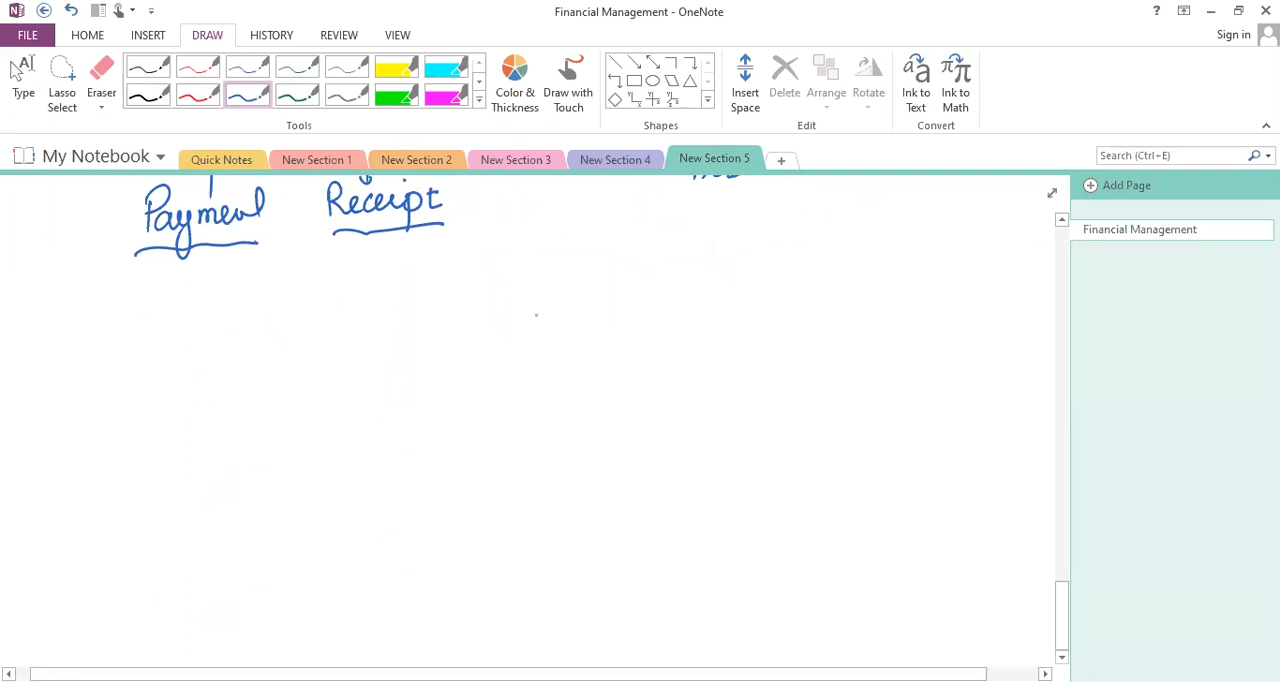 Financial Management - OneNote
?
FILE HOME INSERT DRAW HISTORY REVIEW VIEW Sign in
Type
Lasso Select
Eraser
Color & Thickness
Draw with Touch
Insert Space
Delete
Arrange
Rotate
Ink to Text
Ink to Math
Tools Shapes Edit Convert
My Notebook Quick Notes New Section 1 New Section 2 New Section 3 New Section 4 New Section 5 Search (Ctrl+E)
Add Page
Financial Management
Payment Receipt